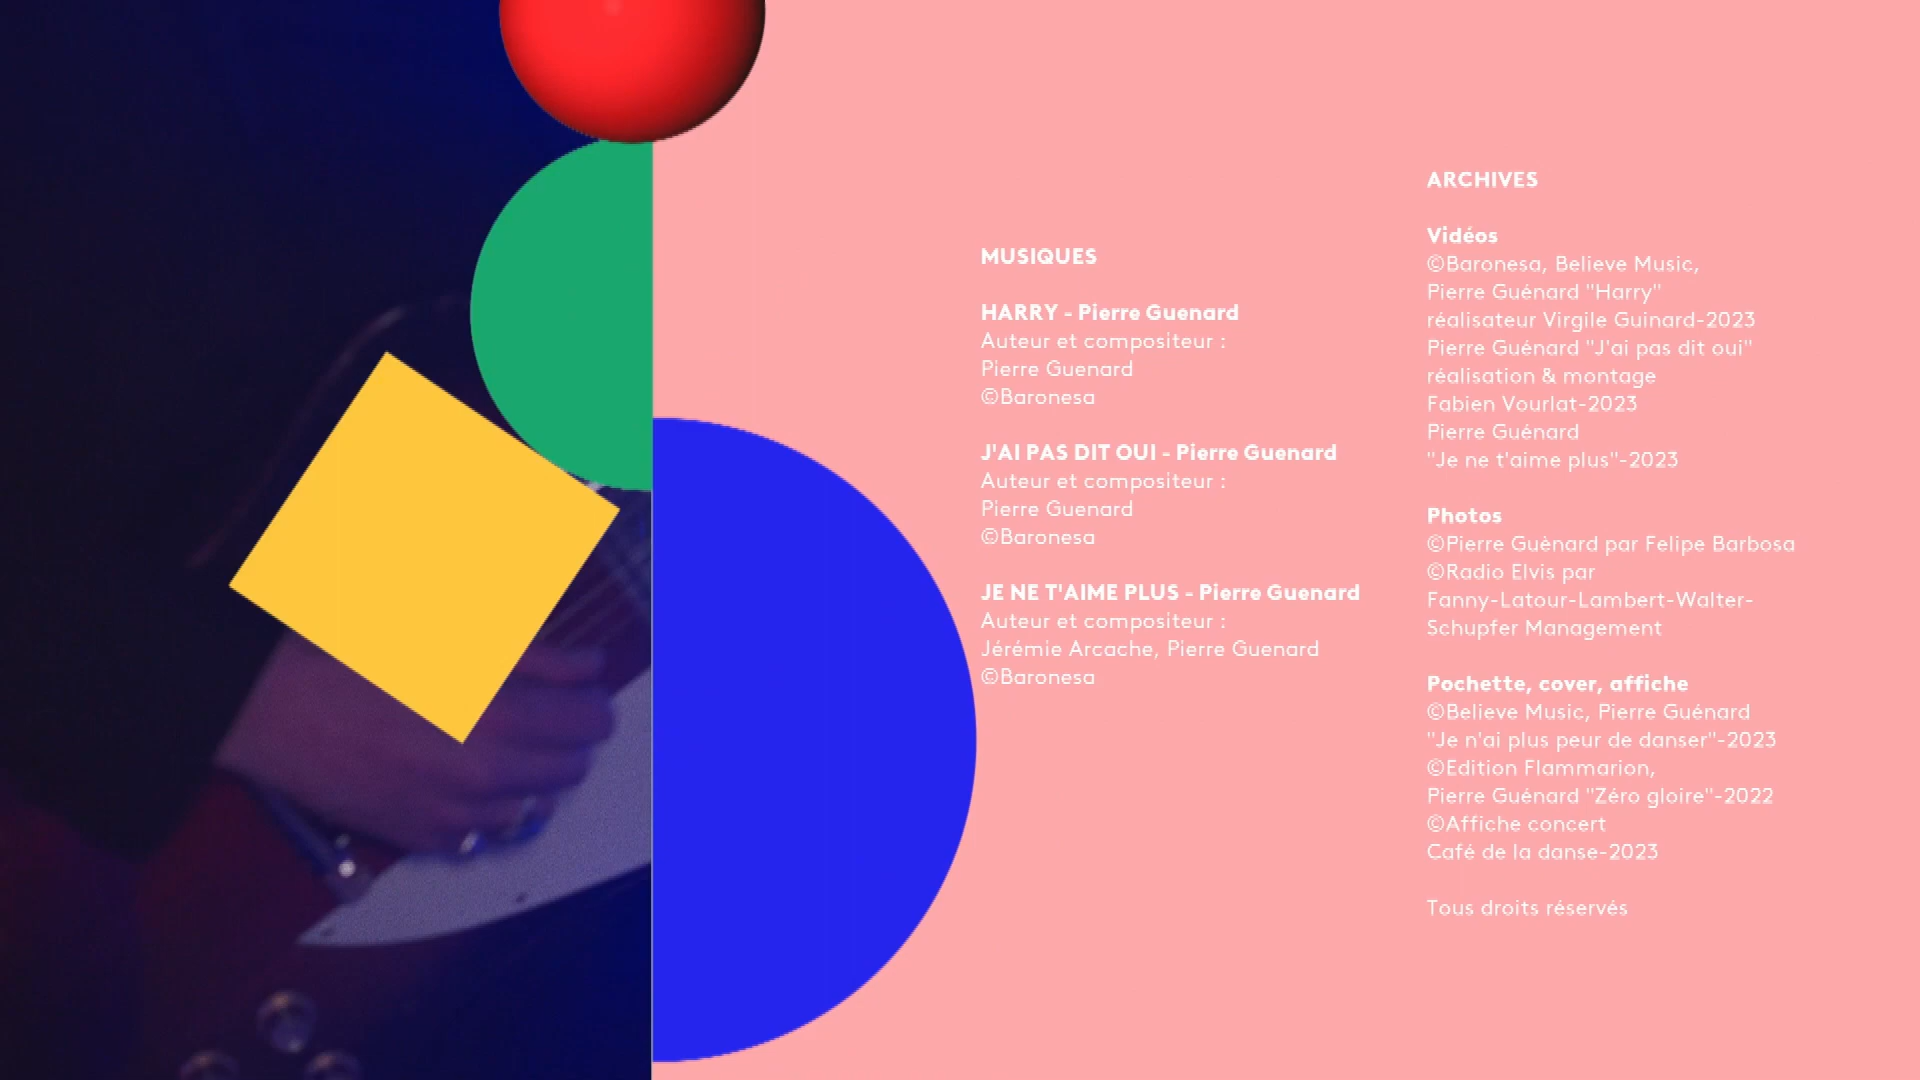 MUSIQUES
HARRY - Pierre Guenard
Auteur et compositeur :
Pierre Guenard
©Baronesa
J'AI PAS DIT OUI - Pierre Guenard
Auteur et compositeur :
Pierre Guenard
©Baronesa
JE NE T'AIME PLUS - Pierre Guenard
Auteur et compositeur :
Jérémie Arcache, Pierre Guenard
©Baronesa
ARCHIVES
Vidéos
©Baronesa, Believe Music,
Pierre Guénard "Harry"
réalisateur Virgile Guinard-2023
Pierre Guénard "J'ai pas dit oui"
réalisation & montage
Fabien Vourlat-2023
Pierre Guénard
"Je ne t'aime plus"-2023
Photos
©Pierre Guènard par Felipe Barbosa
©Radio Elvis par
Fanny-Latour-Lambert-Walter-
Schupfer Management
Pochette, cover, affiche
©Believe Music, Pierre Guénard
"Je n'ai plus peur de danser"-2023
©Edition Flammarion,
Pierre Guénard "Zéro gloire"-2022
©Affiche concert
Café de la danse-2023
Tous droits réservés